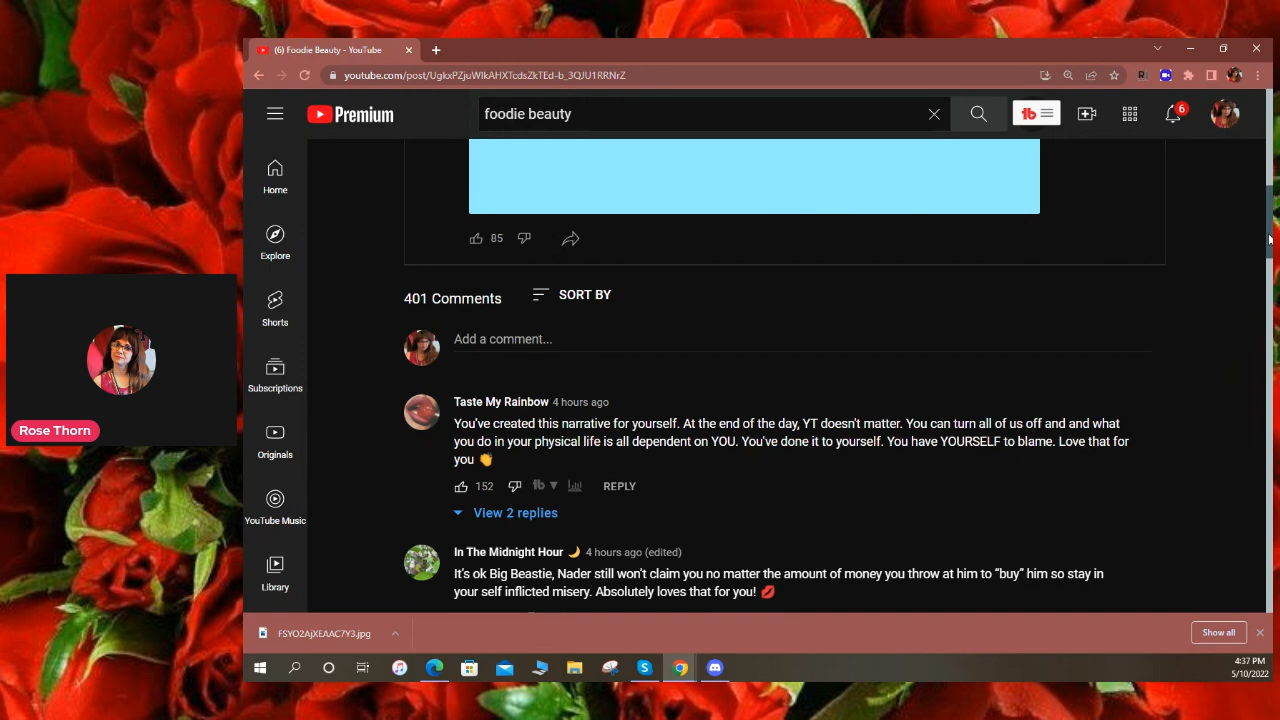 (6) Foodie Beauty - YouTube
youtube.com/post/UgkxPZjuWlkAHXTcdsZkTEd-b_3QJU1RRNrZ
Premium
foodie beauty
6
Home
Explore
Shorts
Subscriptions
Originals
YouTube Music
Library
85
401 Comments
SORT BY
Add a comment...
Taste My Rainbow 4 hours ago
You've created this narrative for yourself. At the end of the day, YT doesn't matter. You can turn all of us off and and what
you do in your physical life is all dependent on YOU. You've done it to yourself. You have YOURSELF to blame. Love that for
you 👏
152
REPLY
View 2 replies
In The Midnight Hour 🌙 4 hours ago (edited)
It's ok Big Beastie, Nader still won't claim you no matter the amount of money you throw at him to “buy” him so stay in
your self inflicted misery. Absolutely loves that for you! 💋
Rose Thorn
FSYO2AjXEAAC7Y3.jpg
Show all
4:37 PM
5/10/2022